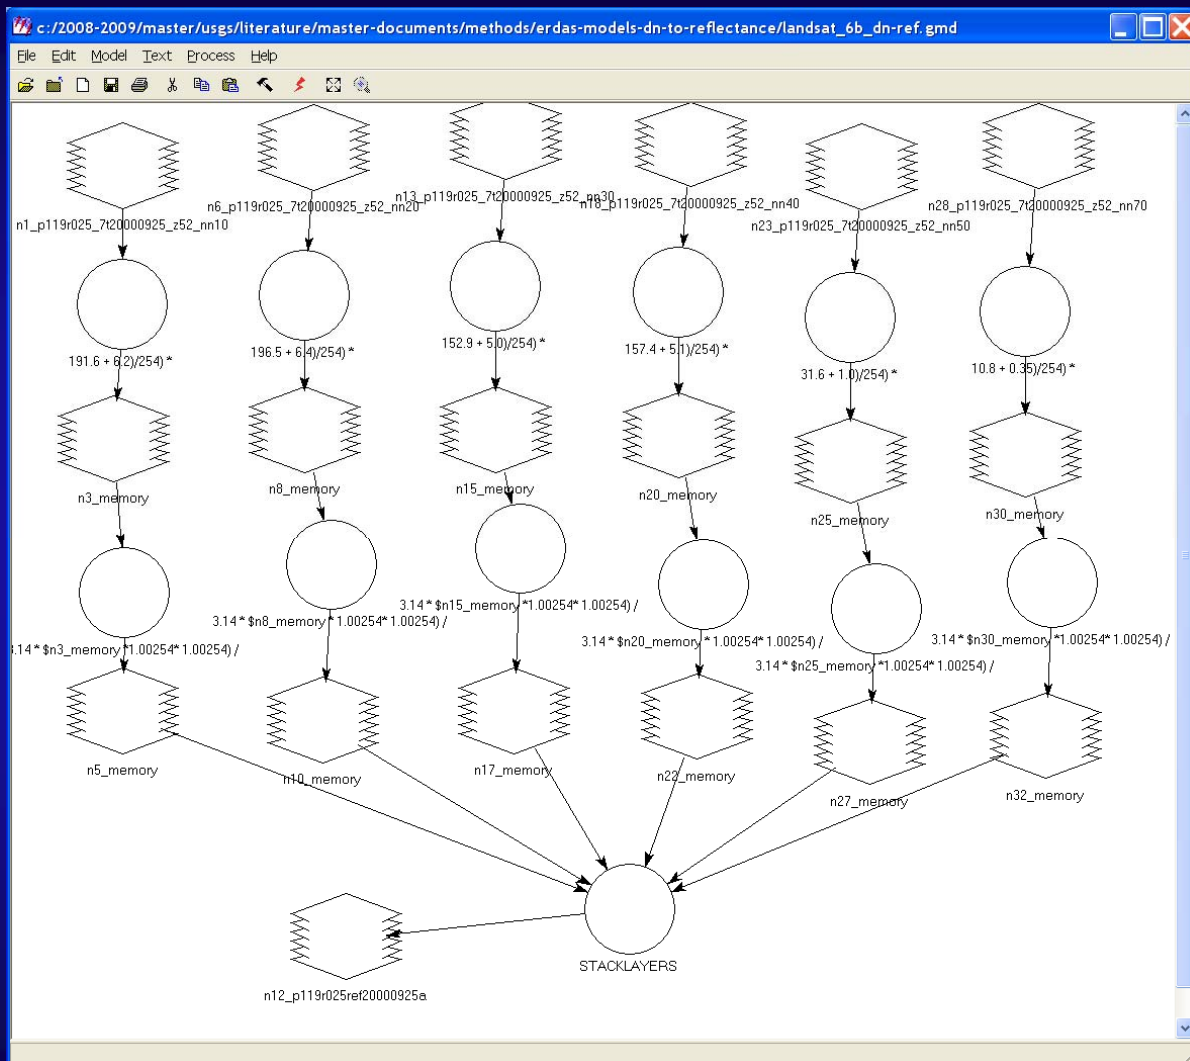 c:/2008-2009/master/usgs/literature/master-documents/methods/erdas-models-dn-to-reflectance/landsat_6b_dn-ref.gmd
File Edit Model Text Process Help
n1_p119r025_7t20000925_z52_nn10
n6_p119r025_7t20000925_z52_nn20
n13_p119r025_7t20000925_z52_nn30
n18_p119r025_7t20000925_z52_nn40
n23_p119r025_7t20000925_z52_nn50
n28_p119r025_7t20000925_z52_nn70
191.6 + 6.2)/254) *
196.5 + 6.4)/254) *
152.9 + 5.0)/254) *
157.4 + 5.1)/254) *
31.6 + 1.0)/254) *
10.8 + 0.35)/254) *
n3_memory
n8_memory
n15_memory
n20_memory
n25_memory
n30_memory
3.14 * $n3_memory *1.00254* 1.00254) /
3.14 * $n8_memory *1.00254* 1.00254) /
3.14 * $n15_memory *1.00254* 1.00254) /
3.14 * $n20_memory *1.00254* 1.00254) /
3.14 * $n25_memory *1.00254* 1.00254) /
3.14 * $n30_memory *1.00254* 1.00254) /
n5_memory
n10_memory
n17_memory
n22_memory
n27_memory
n32_memory
STACKLAYERS
n12_p119r025ref20000925a